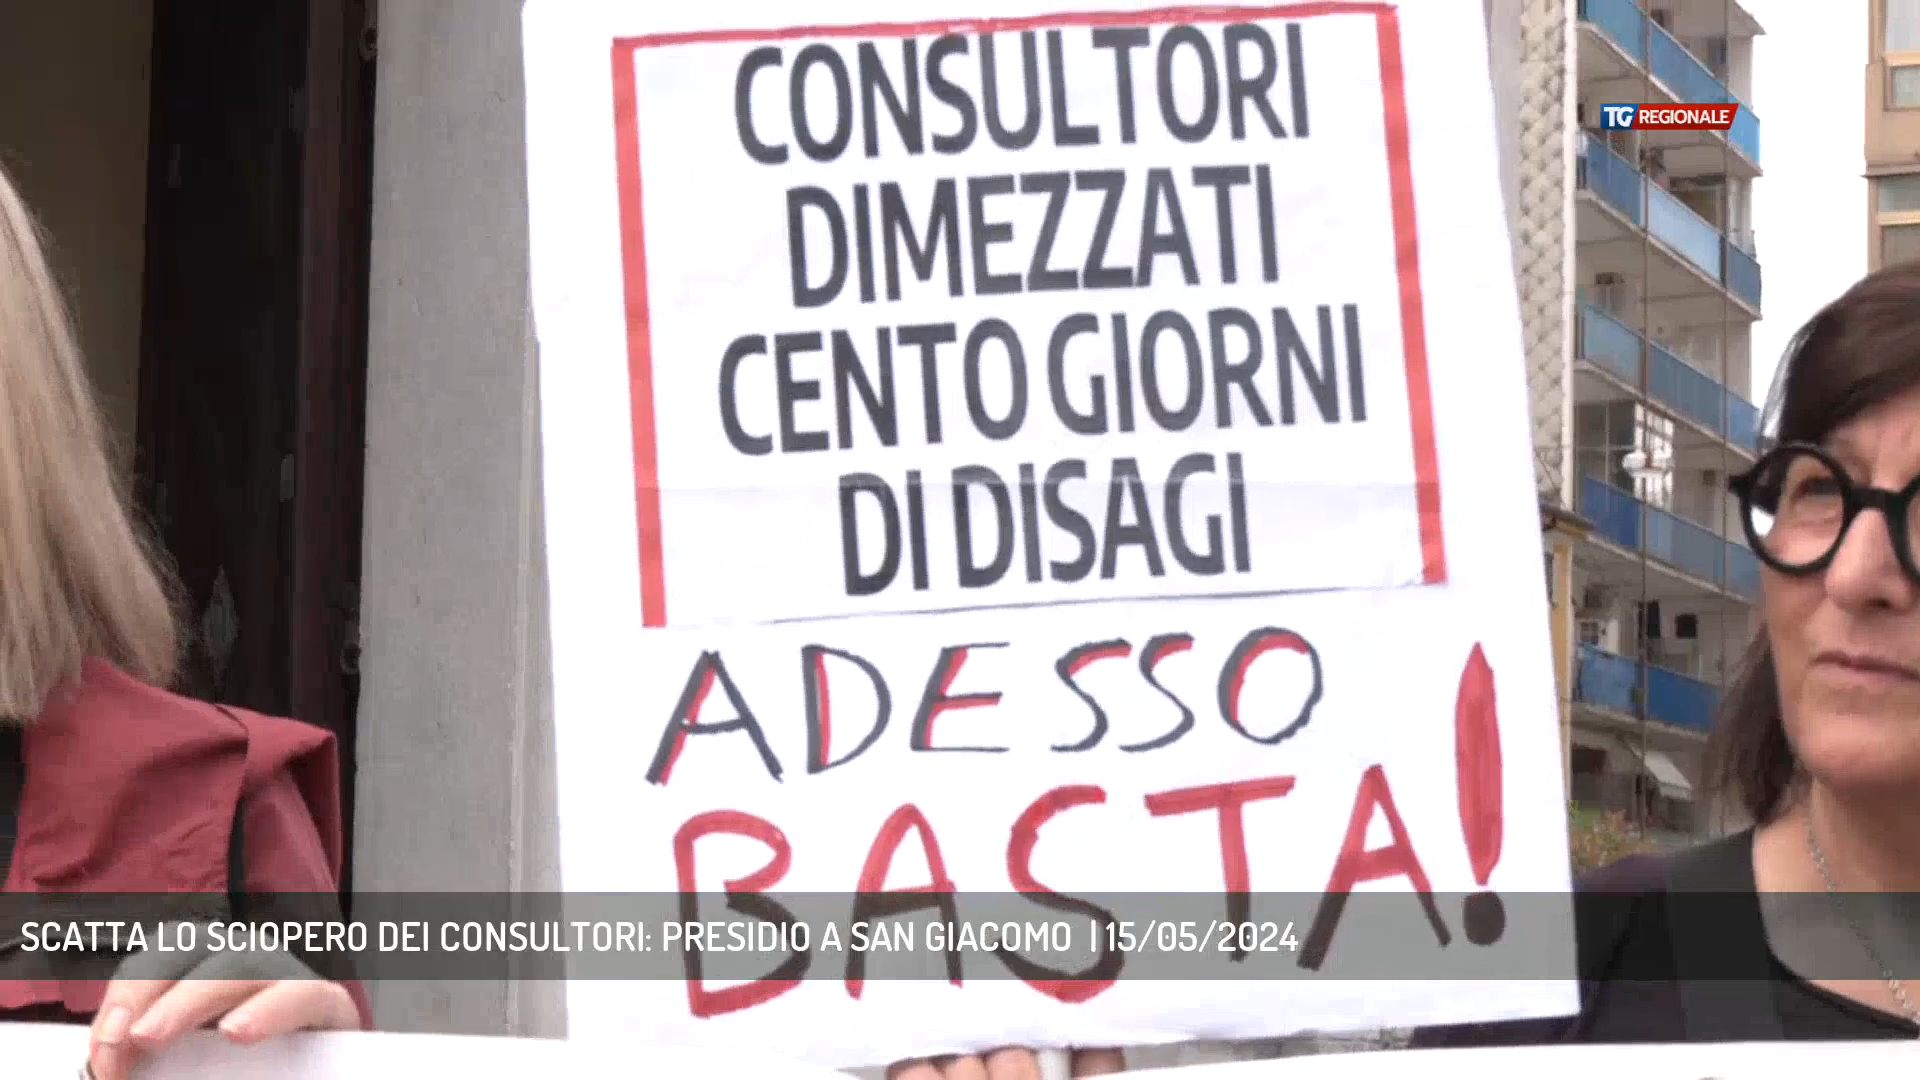 CONSULTORI
DIMEZZATI
CENTO GIORNI
DI DISAGI
TG REGIONALE
ADESSO
BASTA!
SCATTA LO SCIOPERO DEI CONSULTORI: PRESIDIO A SAN GIACOMO | 15/05/2024